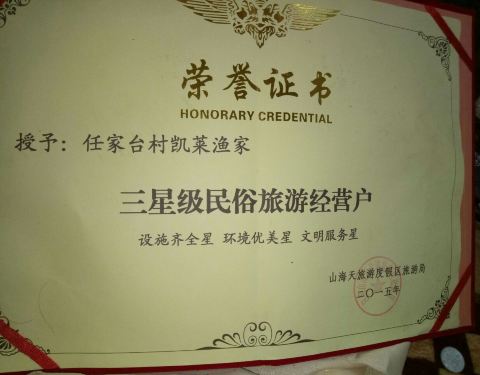 荣誉证书
HONORARY CREDENTIAL
授予：任家台村凯莱渔家
三星级民俗旅游经营户
设施齐全星 环境优美星 文明服务星
山海天旅游度假区旅游局
二〇一五年